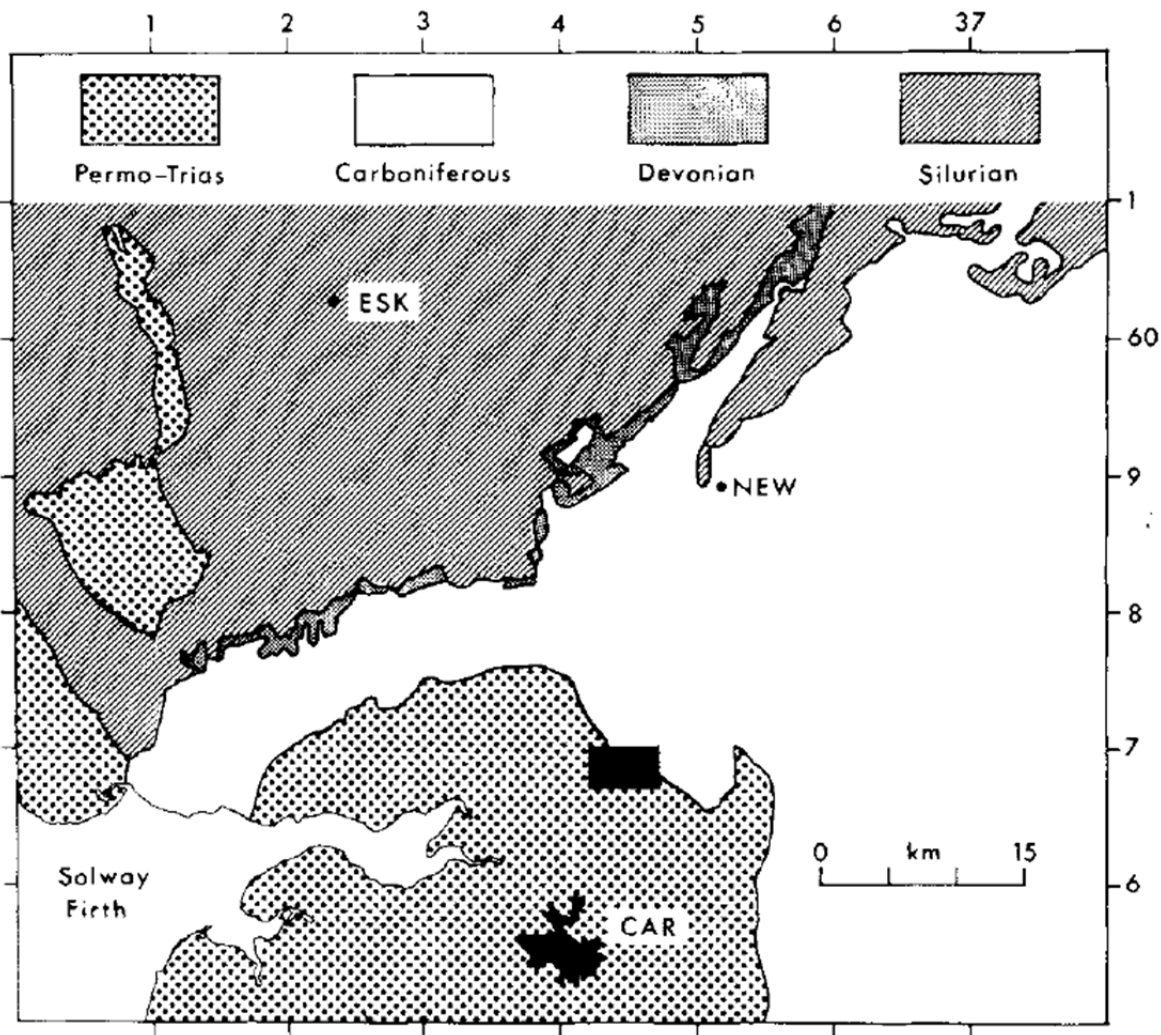 1 2 3 4 5 6 37
Permo-Trias Carboniferous Devonian Silurian
1
ESK
60
9
NEW
8
7
0 km 15
Solway
Firth
6
CAR